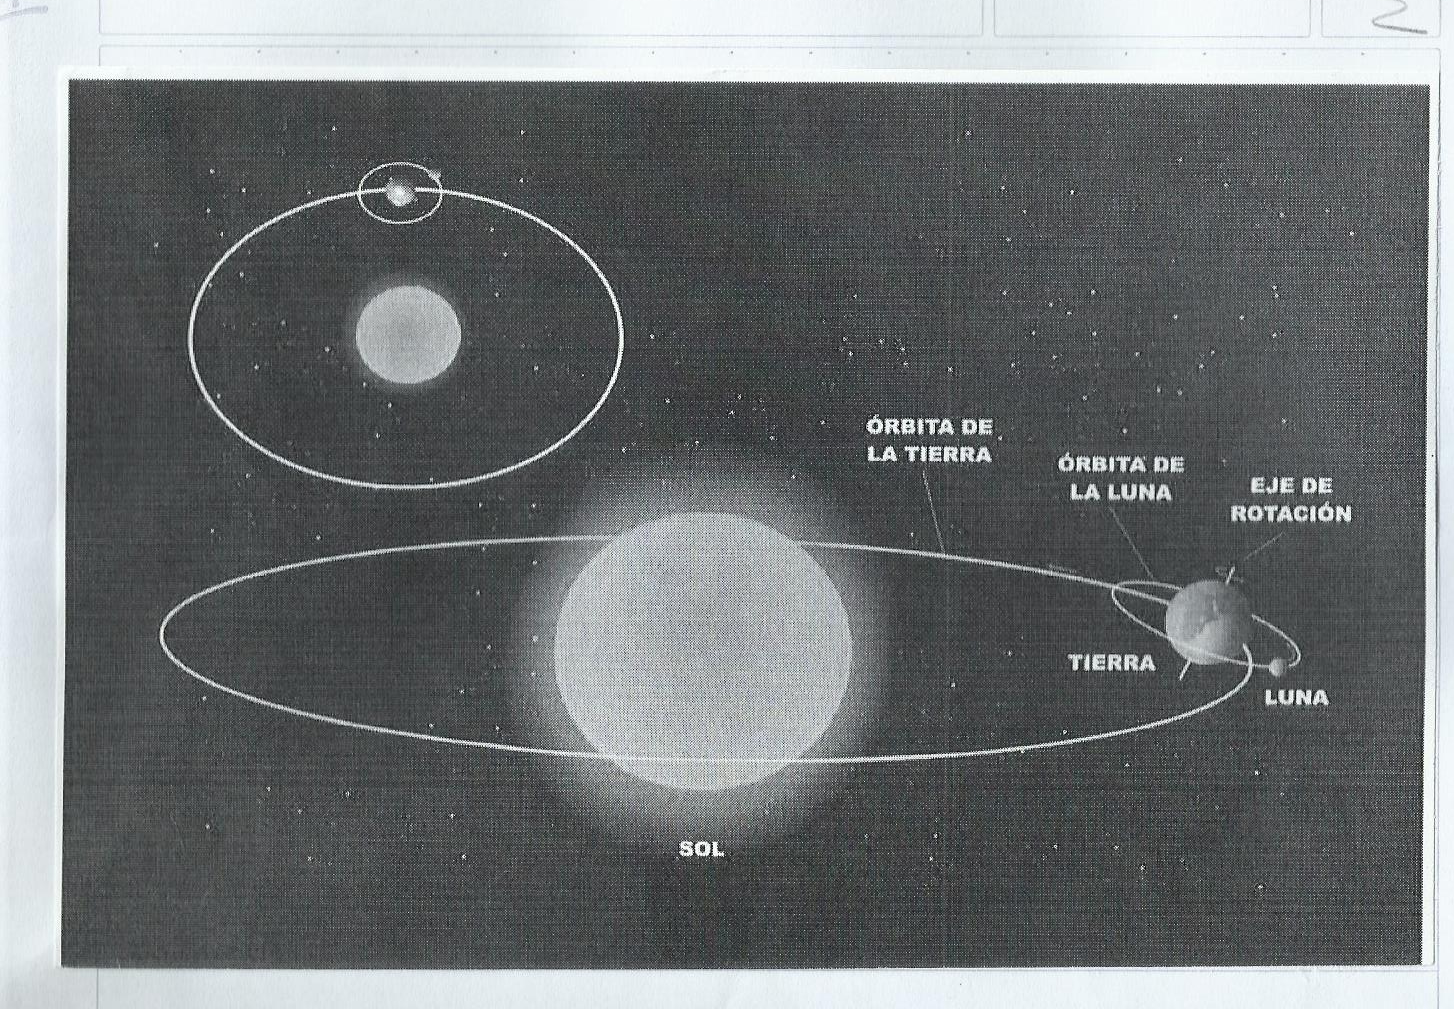 ÓRBITA DE
LA TIERRA
ÓRBITA DE
LA LUNA
EJE DE
ROTACIÓN
TIERRA
LUNA
SOL